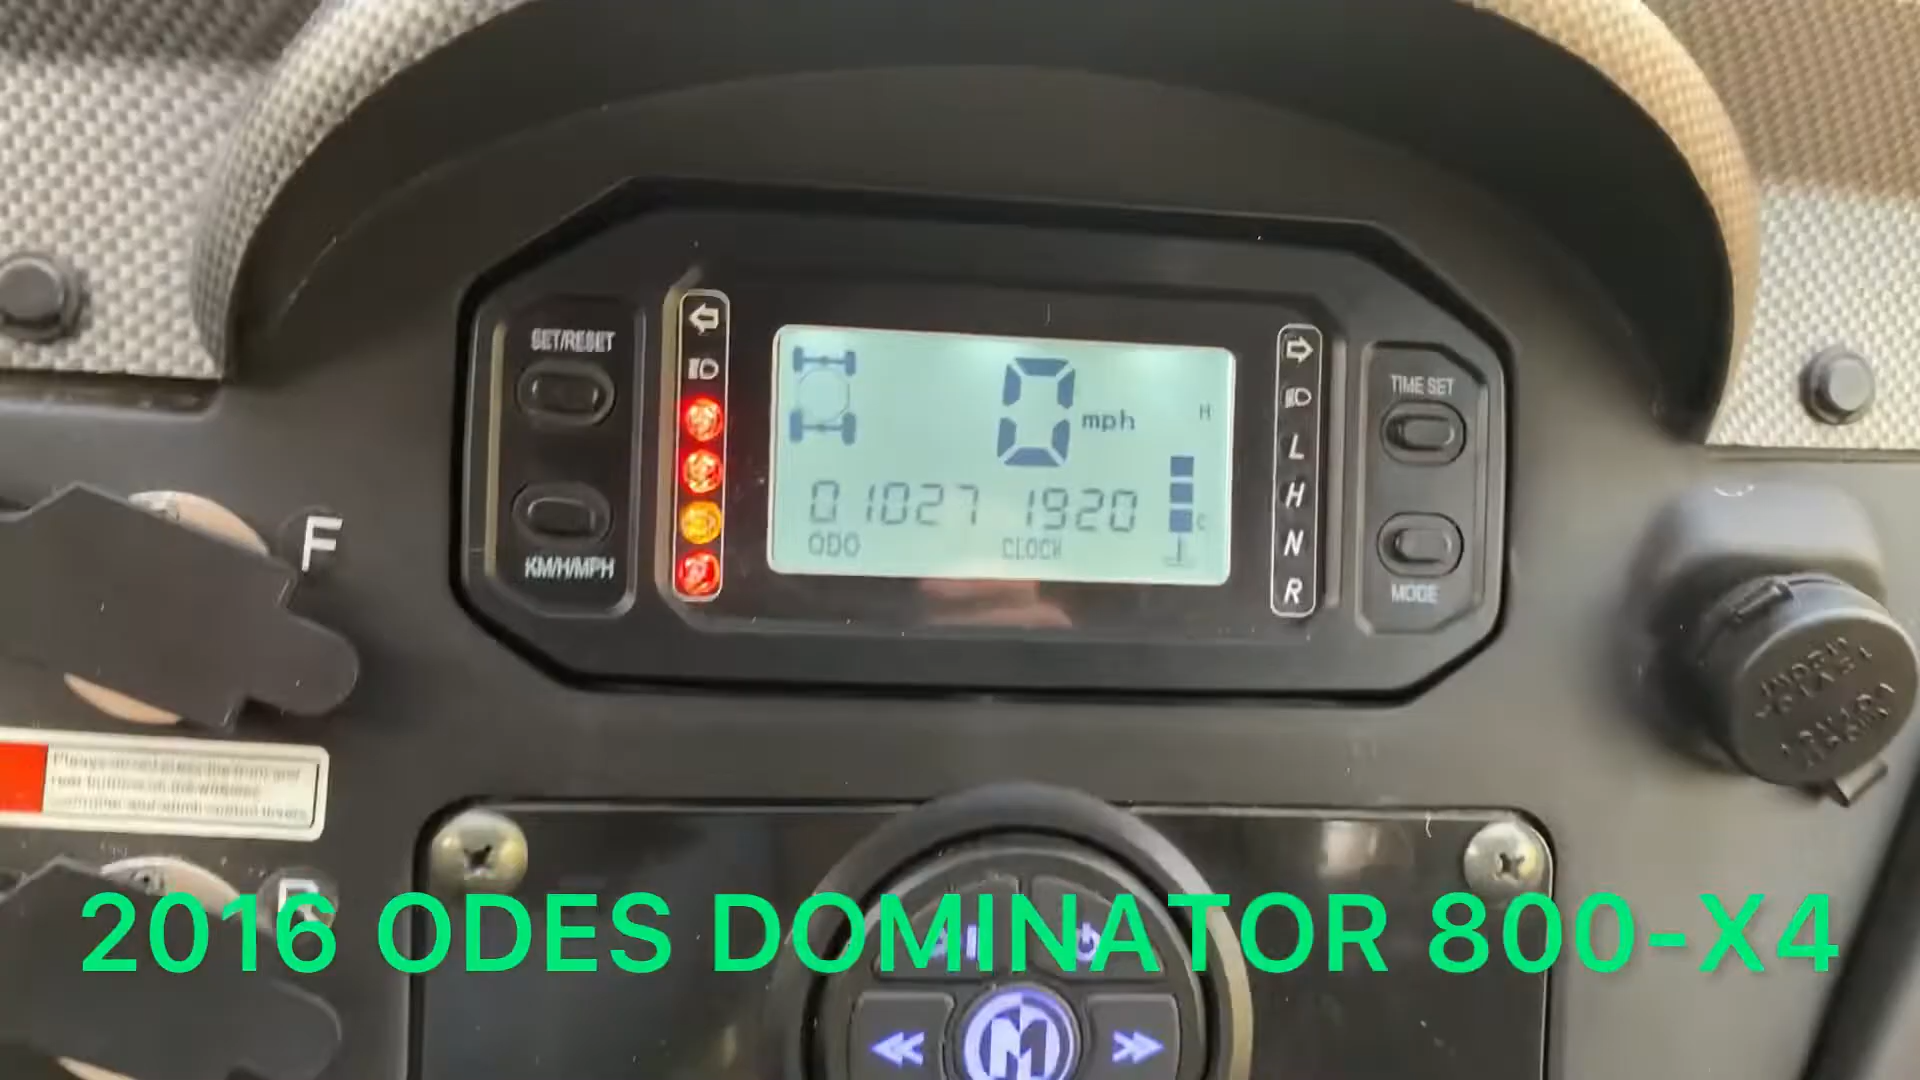 SET/RESET
KM/H/MPH
0 mph
H
01027 1920
C
ODO CLOCK
L
H
N
R
TIME SET
MODE
F
R
M
2016 ODES DOMINATOR 800-X4